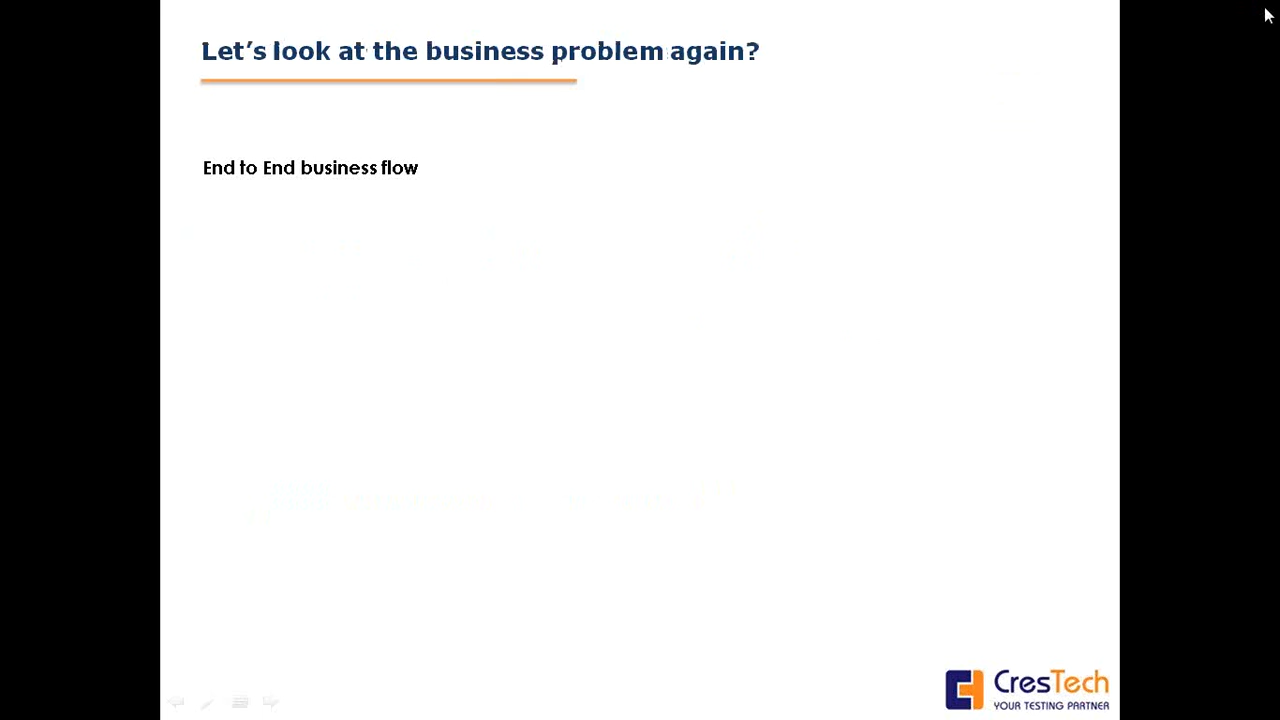 Let's look at the business problem again?
End to End business flow
CresTech
YOUR TESTING PARTNER